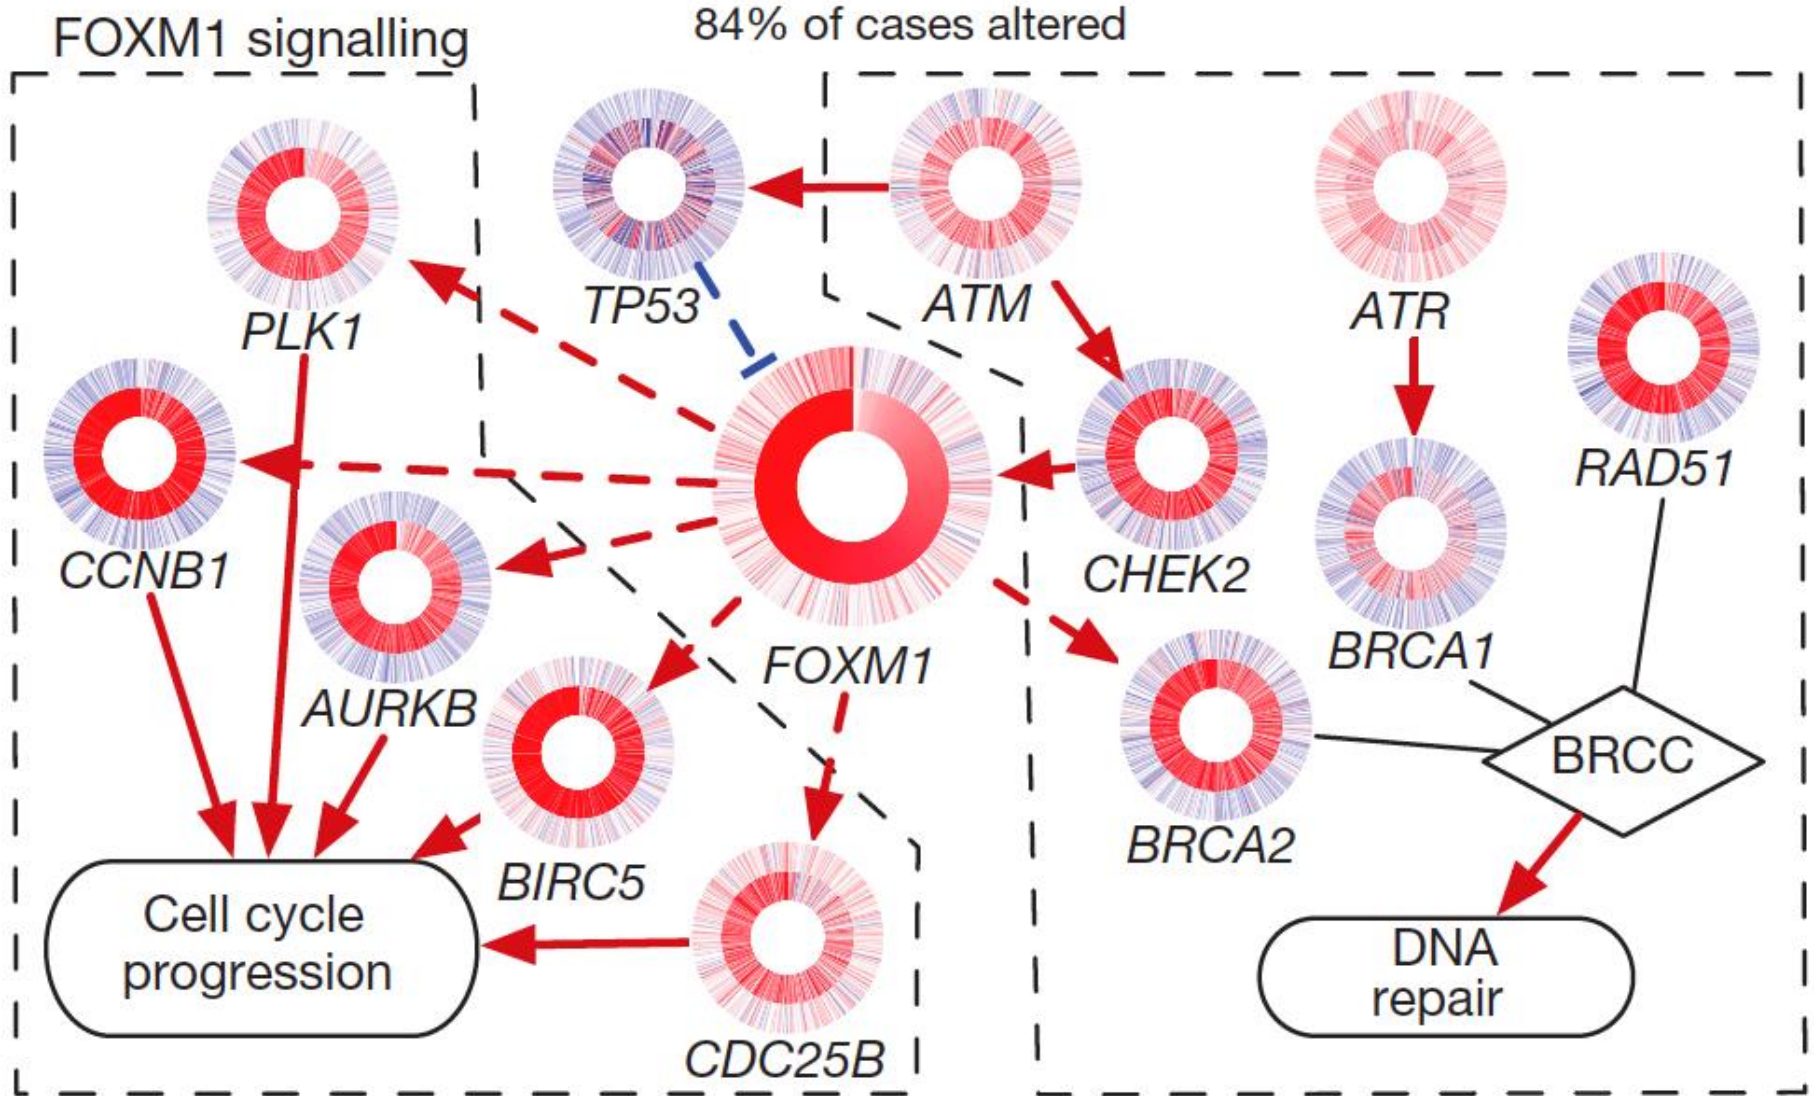 FOXM1 signalling
84% of cases altered
PLK1
TP53
ATM
ATR
RAD51
CCNB1
CHEK2
AURKB
FOXM1
BRCA1
BRCC
BRCA2
BIRC5
Cell cycle
progression
DNA
repair
CDC25B